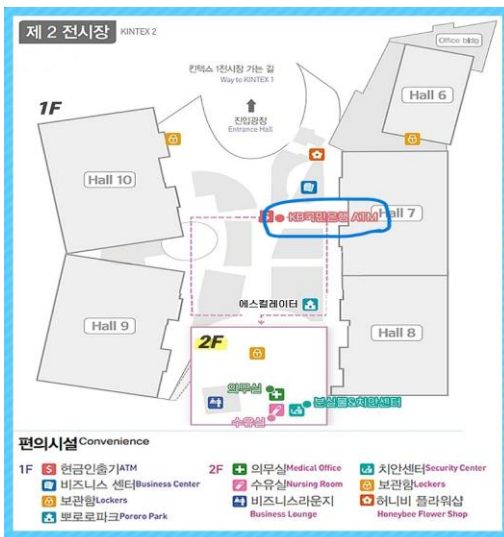 제 2 전시장 KINTEX 2
Office bldg
킨텍스 1전시장 가는 길
Way to KINTEX 1
Hall 6
1F
진입광장
Entrance Hall
Hall 10
Hall 7
S KB국민은행 ATM
에스컬레이터
Hall 9
Hall 8
2F
의무실
분실물&치안센터
수유실
편의시설 Convenience
1F S 현금인출기 ATM
비즈니스 센터 Business Center
보관함 Lockers
뽀로로파크 Pororo Park
2F 의무실 Medical Office
수유실 Nursing Room
비즈니스라운지
Business Lounge
치안센터 Security Center
보관함 Lockers
허니비 플라워샵
Honeybee Flower Shop